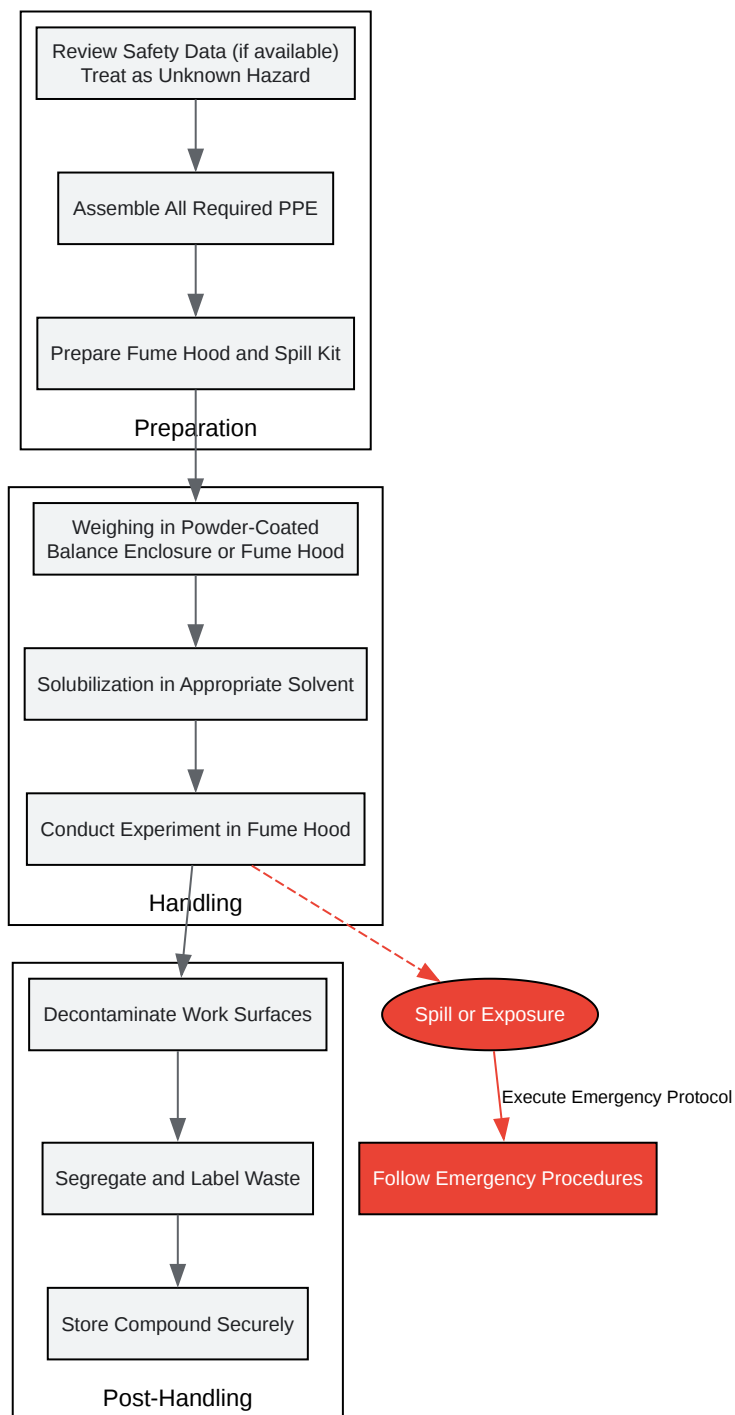 Review Safety Data (if available)
Treat as Unknown Hazard
Assemble All Required PPE
Prepare Fume Hood and Spill Kit
Preparation
Weighing in Powder-Coated
Balance Enclosure or Fume Hood
Solubilization in Appropriate Solvent
Conduct Experiment in Fume Hood
Handling
Decontaminate Work Surfaces
Spill or Exposure
Execute Emergency Protocol
Segregate and Label Waste
Follow Emergency Procedures
Store Compound Securely
Post-Handling